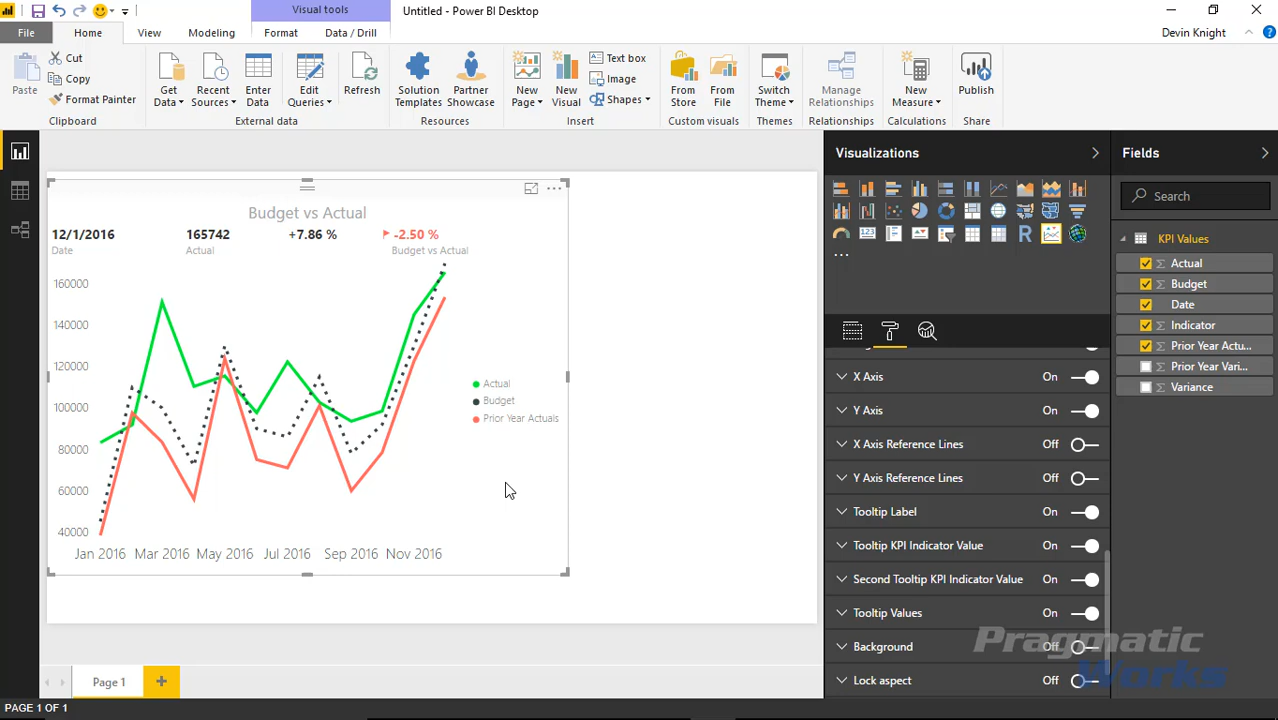 Visual tools
Untitled - Power BI Desktop
File
Home
View
Modeling
Format
Data / Drill
Devin Knight
Paste
Cut
Copy
Format Painter
Clipboard
Get Data
Recent Sources
Enter Data
Edit Queries
Refresh
External data
Solution Templates
Partner Showcase
Resources
New Page
New Visual
Text box
Image
Shapes
Insert
From Store
From File
Custom visuals
Switch Theme
Themes
Manage Relationships
Relationships
New Measure
Calculations
Publish
Share
Budget vs Actual
12/1/2016
165742
+7.86 %
-2.50 %
Date
Actual
Budget vs Actual
160000
140000
120000
100000
80000
60000
40000
Jan 2016 Mar 2016 May 2016 Jul 2016 Sep 2016 Nov 2016
Actual
Budget
Prior Year Actuals
Visualizations
R
X Axis On
Y Axis On
X Axis Reference Lines Off
Y Axis Reference Lines Off
Tooltip Label On
Tooltip KPI Indicator Value On
Second Tooltip KPI Indicator Value On
Tooltip Values On
Background Off
Lock aspect Off
Fields
Search
KPI Values
Actual
Budget
Date
Indicator
Prior Year Actu...
Prior Year Vari...
Variance
Pragmatic
Works
Page 1
PAGE 1 OF 1